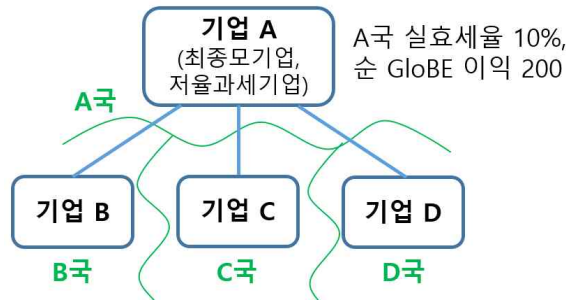 기업 A
(최종모기업,
저율과세기업)
A국 실효세율 10%,
순 GloBE 이익 200
A국
기업 B
기업 C
기업 D
B국
C국
D국